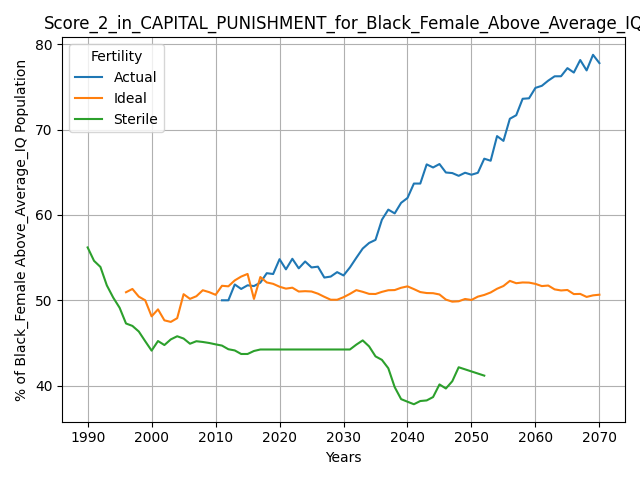 Score_2_in_CAPITAL_PUNISHMENT_for_Black_Female_Above_Average_IQ
% of Black_Female Above_Average_IQ Population
80
70
60
50
40
Fertility
Actual
Ideal
Sterile
1990 2000 2010 2020 2030 2040 2050 2060 2070
Years